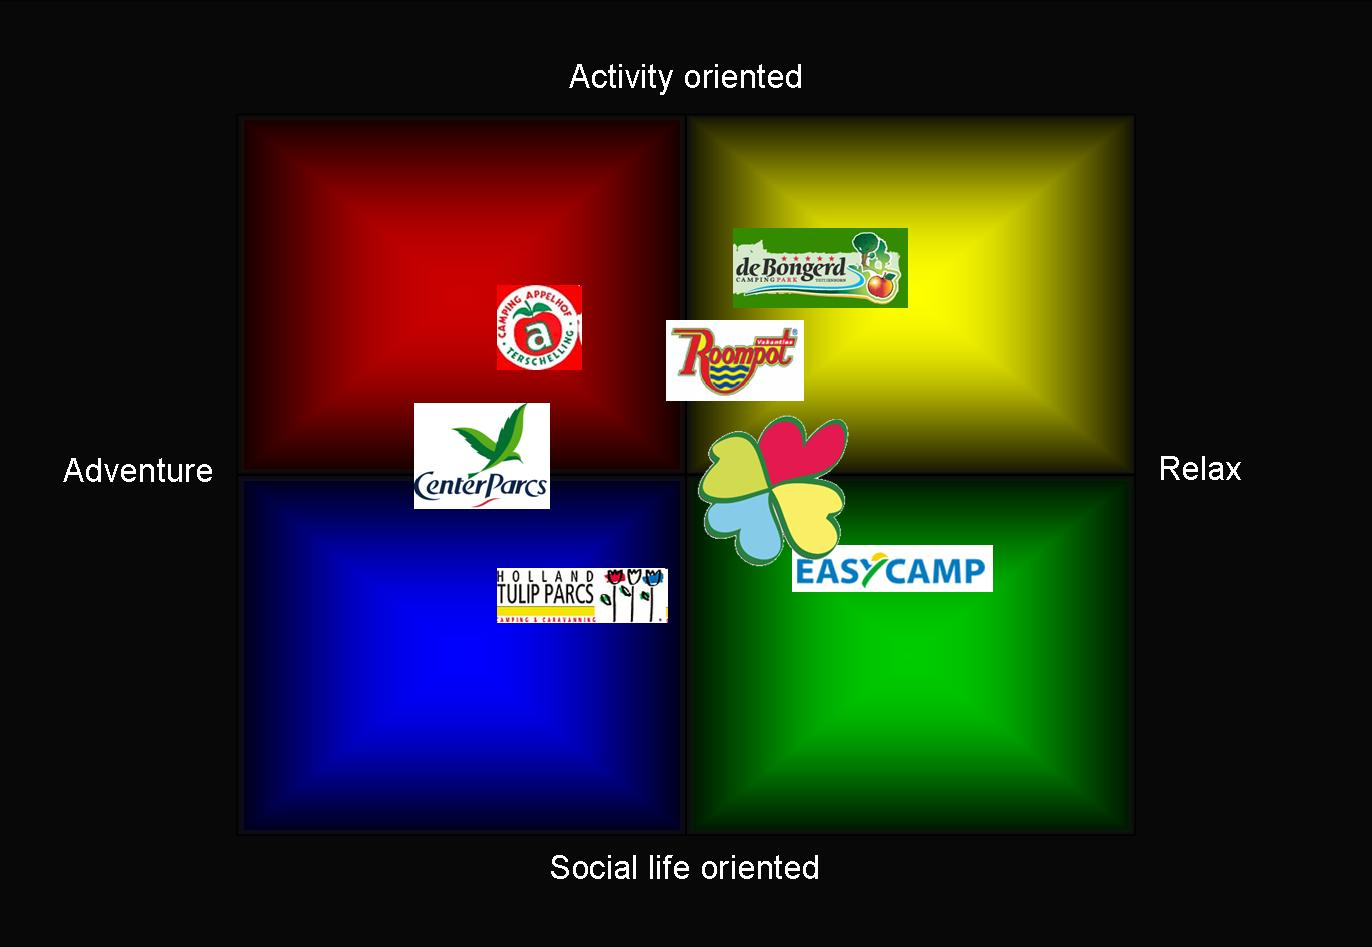 Activity oriented
de Bongerd
CAMPINGPARK TUITJENHORN
CAMPING APPELHOF
a
TERSCHELLING
Vakanties
Roompot
®
Adventure
CenterParcs
Relax
EASYCAMP
HOLLAND
TULIP PARCS
CAMPING & CARAVANNING
Social life oriented